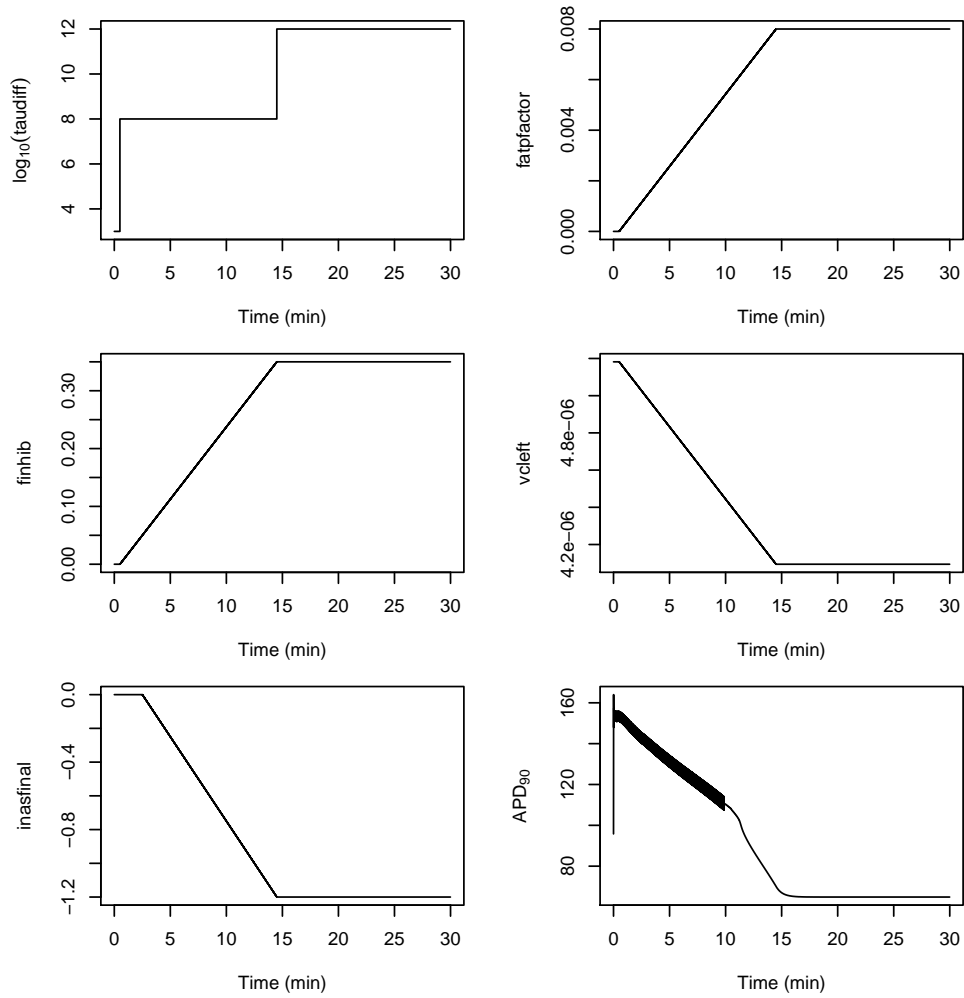 log10(taudiff)
12
10
8
6
4
0 5 10 15 20 25 30
Time (min)
fatpfactor
0.008
0.004
0.000
0 5 10 15 20 25 30
Time (min)
finhib
0.30
0.20
0.10
0.00
0 5 10 15 20 25 30
Time (min)
vcleft
4.8e−06
4.2e−06
0 5 10 15 20 25 30
Time (min)
inasfinal
0.0
−0.4
−0.8
−1.2
0 5 10 15 20 25 30
Time (min)
APD90
160
120
80
0 5 10 15 20 25 30
Time (min)